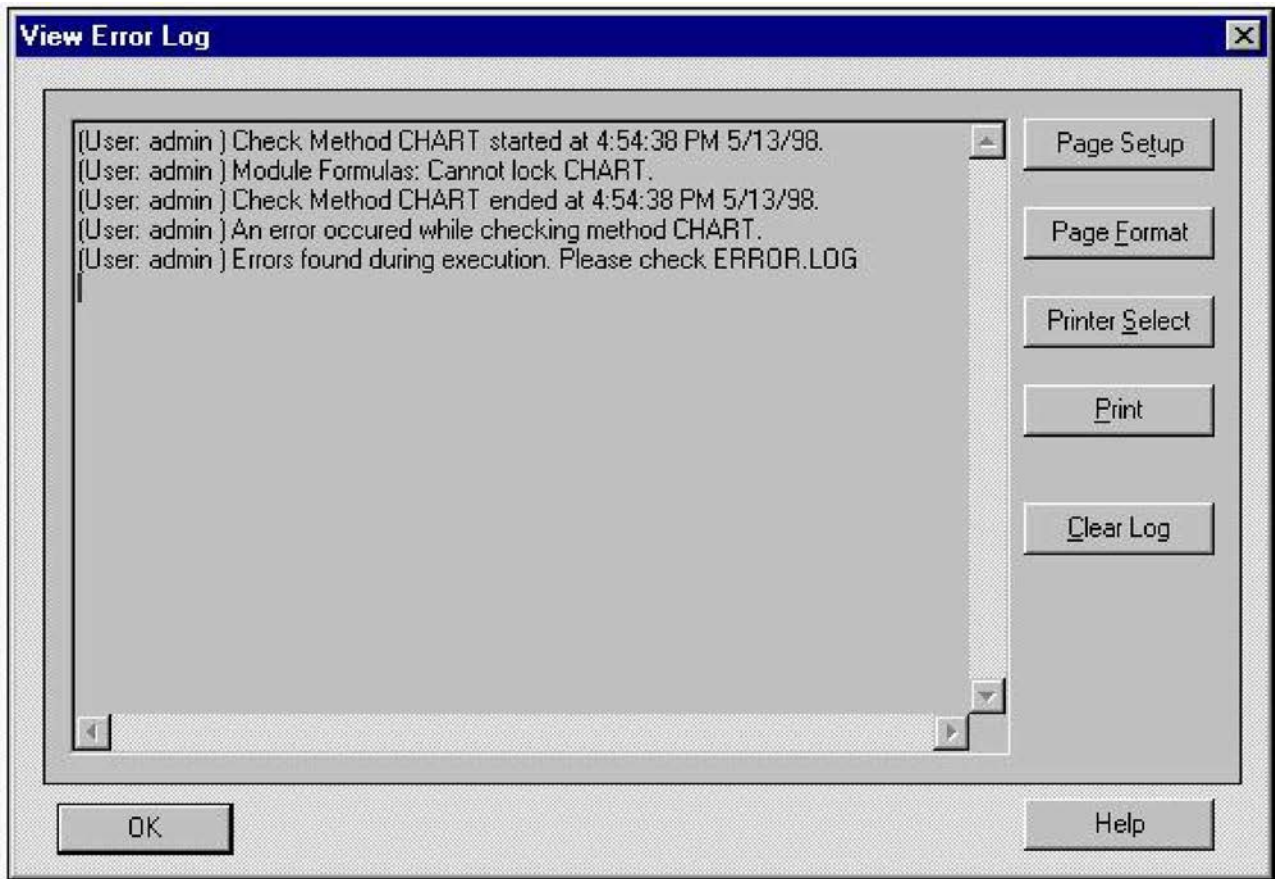 View Error Log
(User: admin ) Check Method CHART started at 4:54:38 PM 5/13/98.
(User: admin ) Module Formulas: Cannot lock CHART.
(User: admin ) Check Method CHART ended at 4:54:38 PM 5/13/98.
(User: admin ) An error occured while checking method CHART.
(User: admin ) Errors found during execution. Please check ERROR.LOG
Page Setup
Page Format
Printer Select
Print
Clear Log
OK
Help